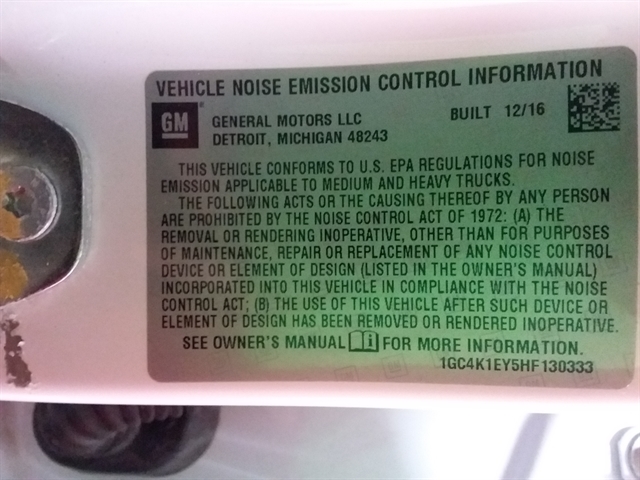 VEHICLE NOISE EMISSION CONTROL INFORMATION
GM® GENERAL MOTORS LLC BUILT 12/16
DETROIT, MICHIGAN 48243
THIS VEHICLE CONFORMS TO U.S. EPA REGULATIONS FOR NOISE
EMISSION APPLICABLE TO MEDIUM AND HEAVY TRUCKS.
THE FOLLOWING ACTS OR THE CAUSING THEREOF BY ANY PERSON
ARE PROHIBITED BY THE NOISE CONTROL ACT OF 1972: (A) THE
REMOVAL OR RENDERING INOPERATIVE, OTHER THAN FOR PURPOSES
OF MAINTENANCE, REPAIR OR REPLACEMENT OF ANY NOISE CONTROL
DEVICE OR ELEMENT OF DESIGN (LISTED IN THE OWNER'S MANUAL)
INCORPORATED INTO THIS VEHICLE IN COMPLIANCE WITH THE NOISE
CONTROL ACT; (B) THE USE OF THIS VEHICLE AFTER SUCH DEVICE OR
ELEMENT OF DESIGN HAS BEEN REMOVED OR RENDERED INOPERATIVE.
SEE OWNER'S MANUAL i FOR MORE INFORMATION.
1GC4K1EY5HF130333